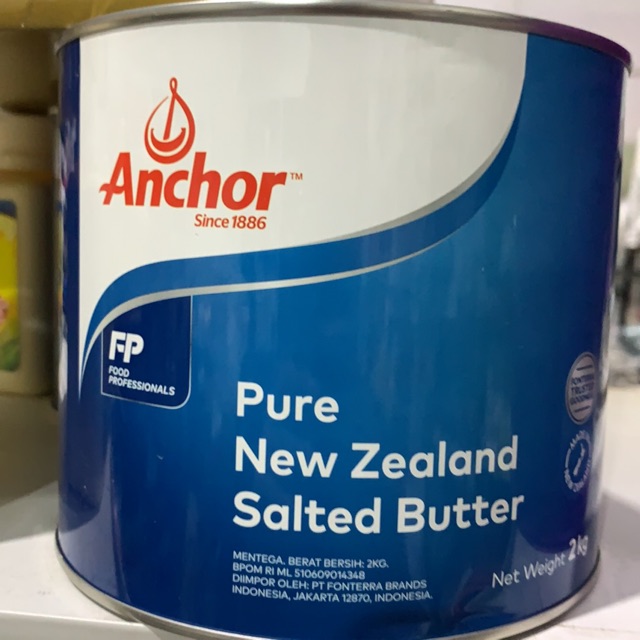 Anchor™
Since 1886
FP
FOOD
PROFESSIONALS
Pure
New Zealand
Salted Butter
MENTEGA. BERAT BERSIH: 2KG.
BPOM RI ML 510609014348
DIIMPOR OLEH: PT FONTERRA BRANDS
INDONESIA, JAKARTA 12870, INDONESIA.
Net Weight 2kg